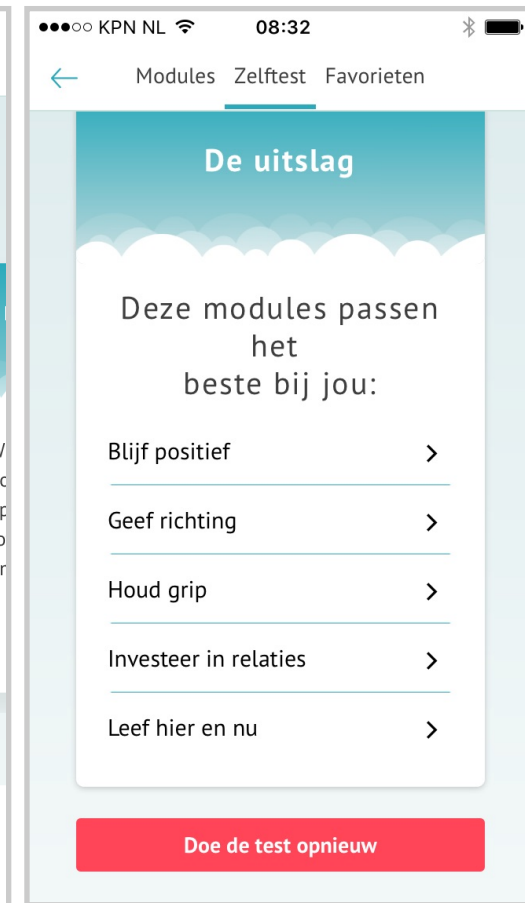 KPN NL 08:32
Modules Zelftest Favorieten
De uitslag
Deze modules passen
het
beste bij jou:
Blijf positief
Geef richting
Houd grip
Investeer in relaties
Leef hier en nu
Doe de test opnieuw